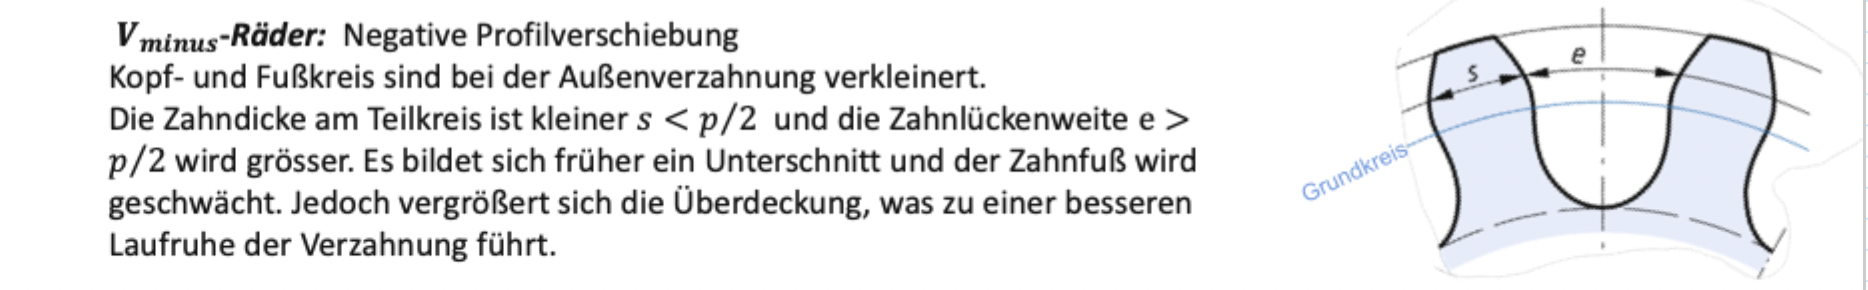 V minus-Räder: Negative Profilverschiebung
Kopf- und Fußkreis sind bei der Außenverzahnung verkleinert.
Die Zahndicke am Teilkreis ist kleiner s < p/2 und die Zahnlückenweite e >
p/2 wird grösser. Es bildet sich früher ein Unterschnitt und der Zahnfuß wird
geschwächt. Jedoch vergrößert sich die Überdeckung, was zu einer besseren
Laufruhe der Verzahnung führt.
s
e
Grundkreis